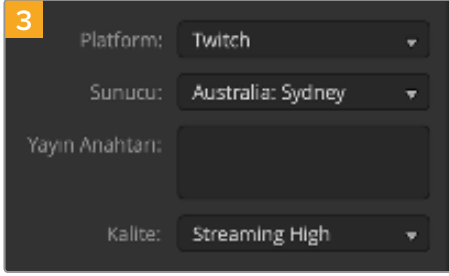 3
Platform: Twitch
Sunucu: Australia: Sydney
Yayın Anahtarı:
Kalite: Streaming High